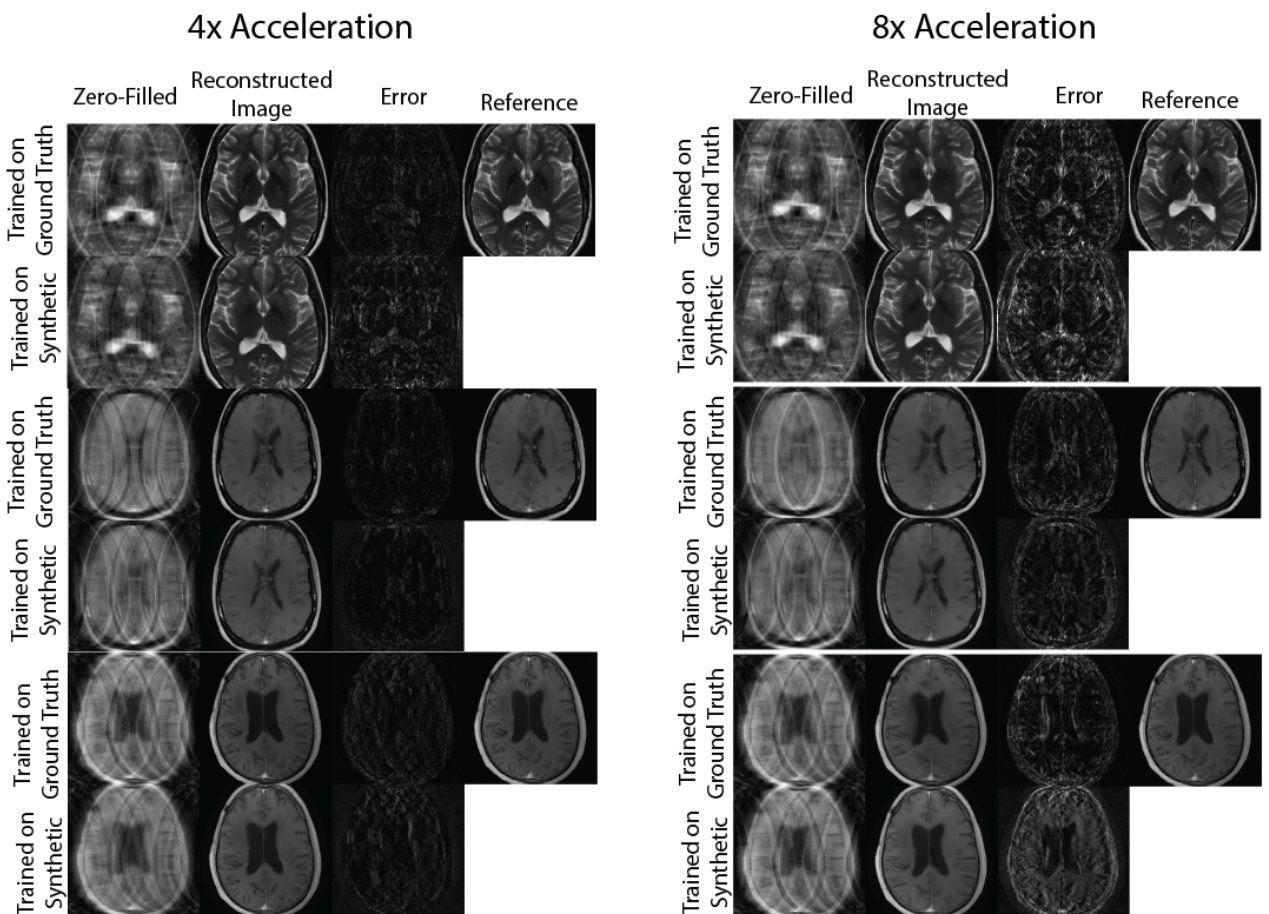 4x Acceleration
Zero-Filled
Reconstructed
Image
Error
Reference
Trained on
Ground Truth
Trained on
Synthetic
Trained on
Ground Truth
Trained on
Synthetic
Trained on
Ground Truth
Trained on
Synthetic
8x Acceleration
Zero-Filled
Reconstructed
Image
Error
Reference
Trained on
Ground Truth
Trained on
Synthetic
Trained on
Ground Truth
Trained on
Synthetic
Trained on
Ground Truth
Trained on
Synthetic